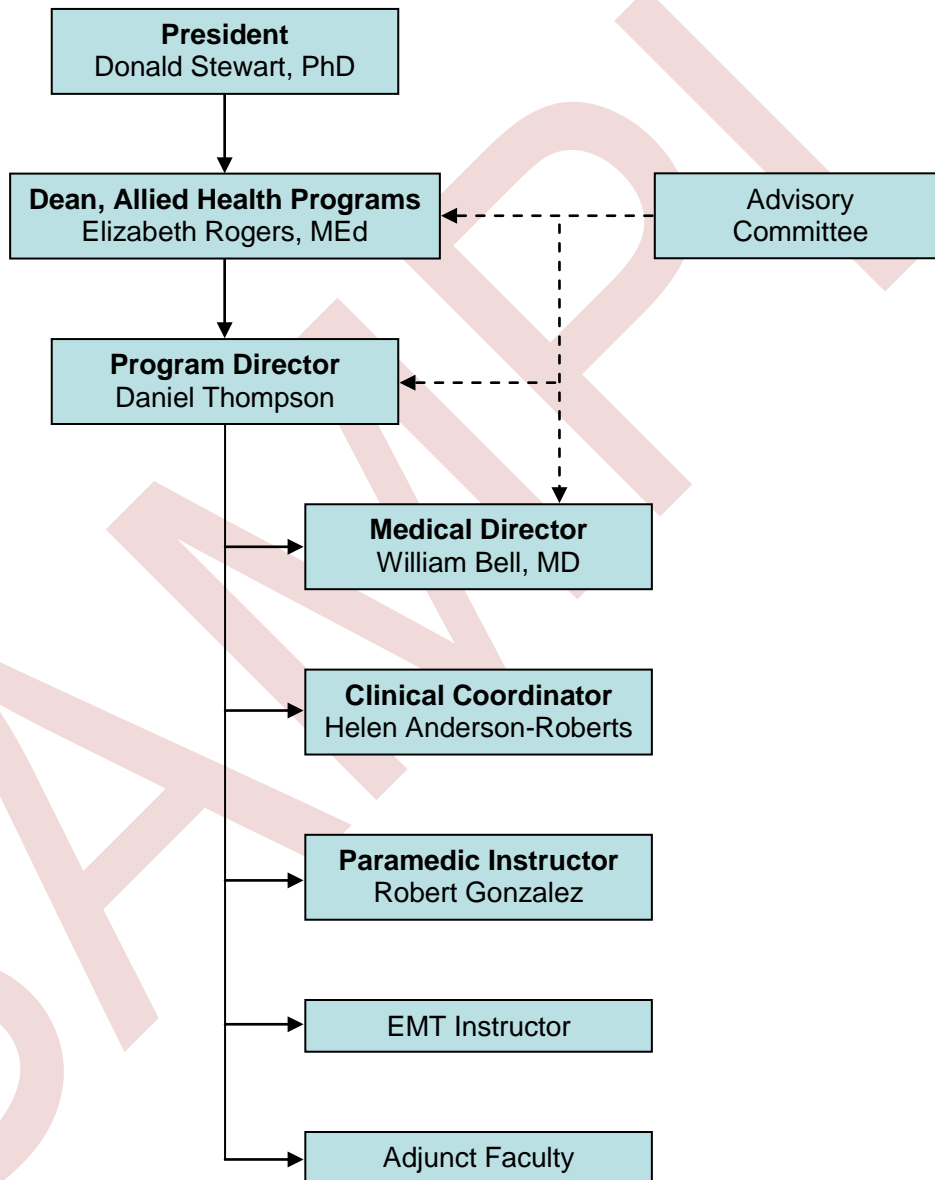 President
Donald Stewart, PhD
Dean, Allied Health Programs
Elizabeth Rogers, MEd
Advisory
Committee
Program Director
Daniel Thompson
Medical Director
William Bell, MD
Clinical Coordinator
Helen Anderson-Roberts
Paramedic Instructor
Robert Gonzalez
EMT Instructor
Adjunct Faculty